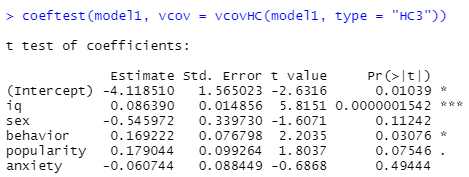 > coeftest(model1, vcov = vcovHC(model1, type = "HC3"))
t test of coefficients:
Estimate Std. Error t value Pr(>|t|)
(Intercept) -4.118510 1.565023 -2.6316 0.01039 *
iq 0.086390 0.014856 5.8151 0.0000001542 ***
sex -0.545972 0.339730 -1.6071 0.11242
behavior 0.169222 0.076798 2.2035 0.03076 *
popularity 0.179044 0.099264 1.8037 0.07546 .
anxiety -0.060744 0.088449 -0.6868 0.49444